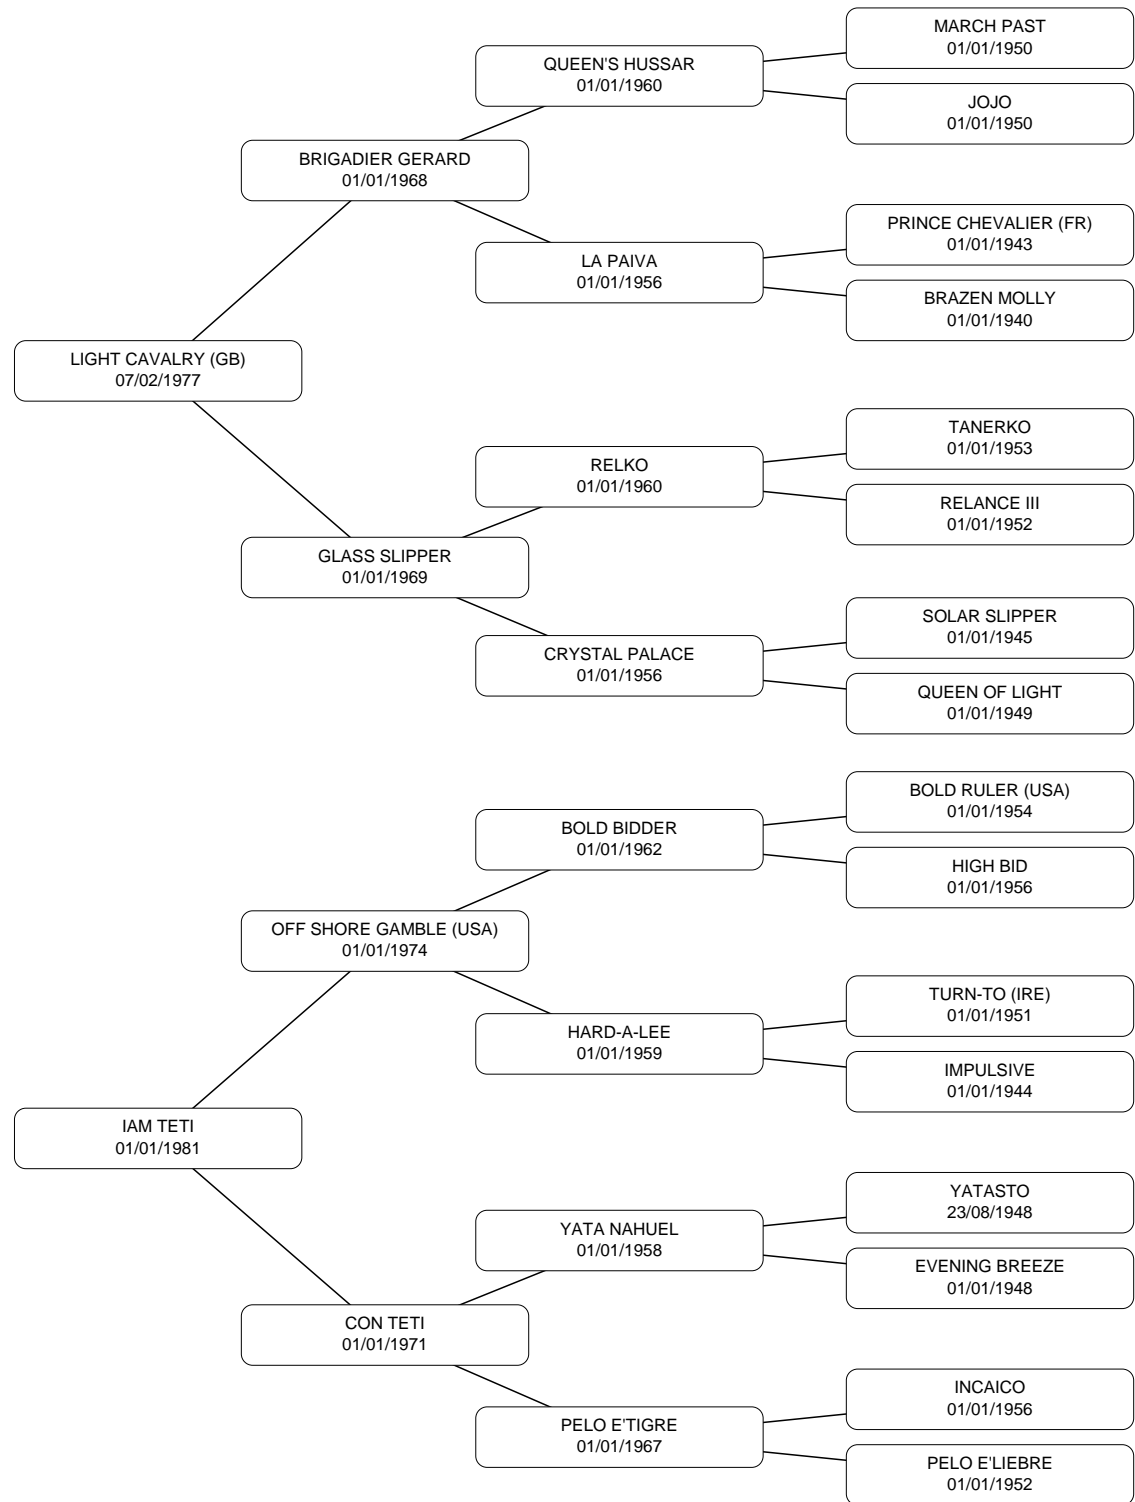 MARCH PAST
01/01/1950
QUEEN'S HUSSAR
01/01/1960
JOJO
01/01/1950
BRIGADIER GERARD
01/01/1968
PRINCE CHEVALIER (FR)
01/01/1943
LA PAIVA
01/01/1956
BRAZEN MOLLY
01/01/1940
LIGHT CAVALRY (GB)
07/02/1977
TANERKO
01/01/1953
RELKO
01/01/1960
RELANCE III
01/01/1952
GLASS SLIPPER
01/01/1969
SOLAR SLIPPER
01/01/1945
CRYSTAL PALACE
01/01/1956
QUEEN OF LIGHT
01/01/1949
BOLD RULER (USA)
01/01/1954
BOLD BIDDER
01/01/1962
HIGH BID
01/01/1956
OFF SHORE GAMBLE (USA)
01/01/1974
TURN-TO (IRE)
01/01/1951
HARD-A-LEE
01/01/1959
IMPULSIVE
01/01/1944
IAM TETI
01/01/1981
YATASTO
23/08/1948
YATA NAHUEL
01/01/1958
EVENING BREEZE
01/01/1948
CON TETI
01/01/1971
INCAICO
01/01/1956
PELO E'TIGRE
01/01/1967
PELO E'LIEBRE
01/01/1952